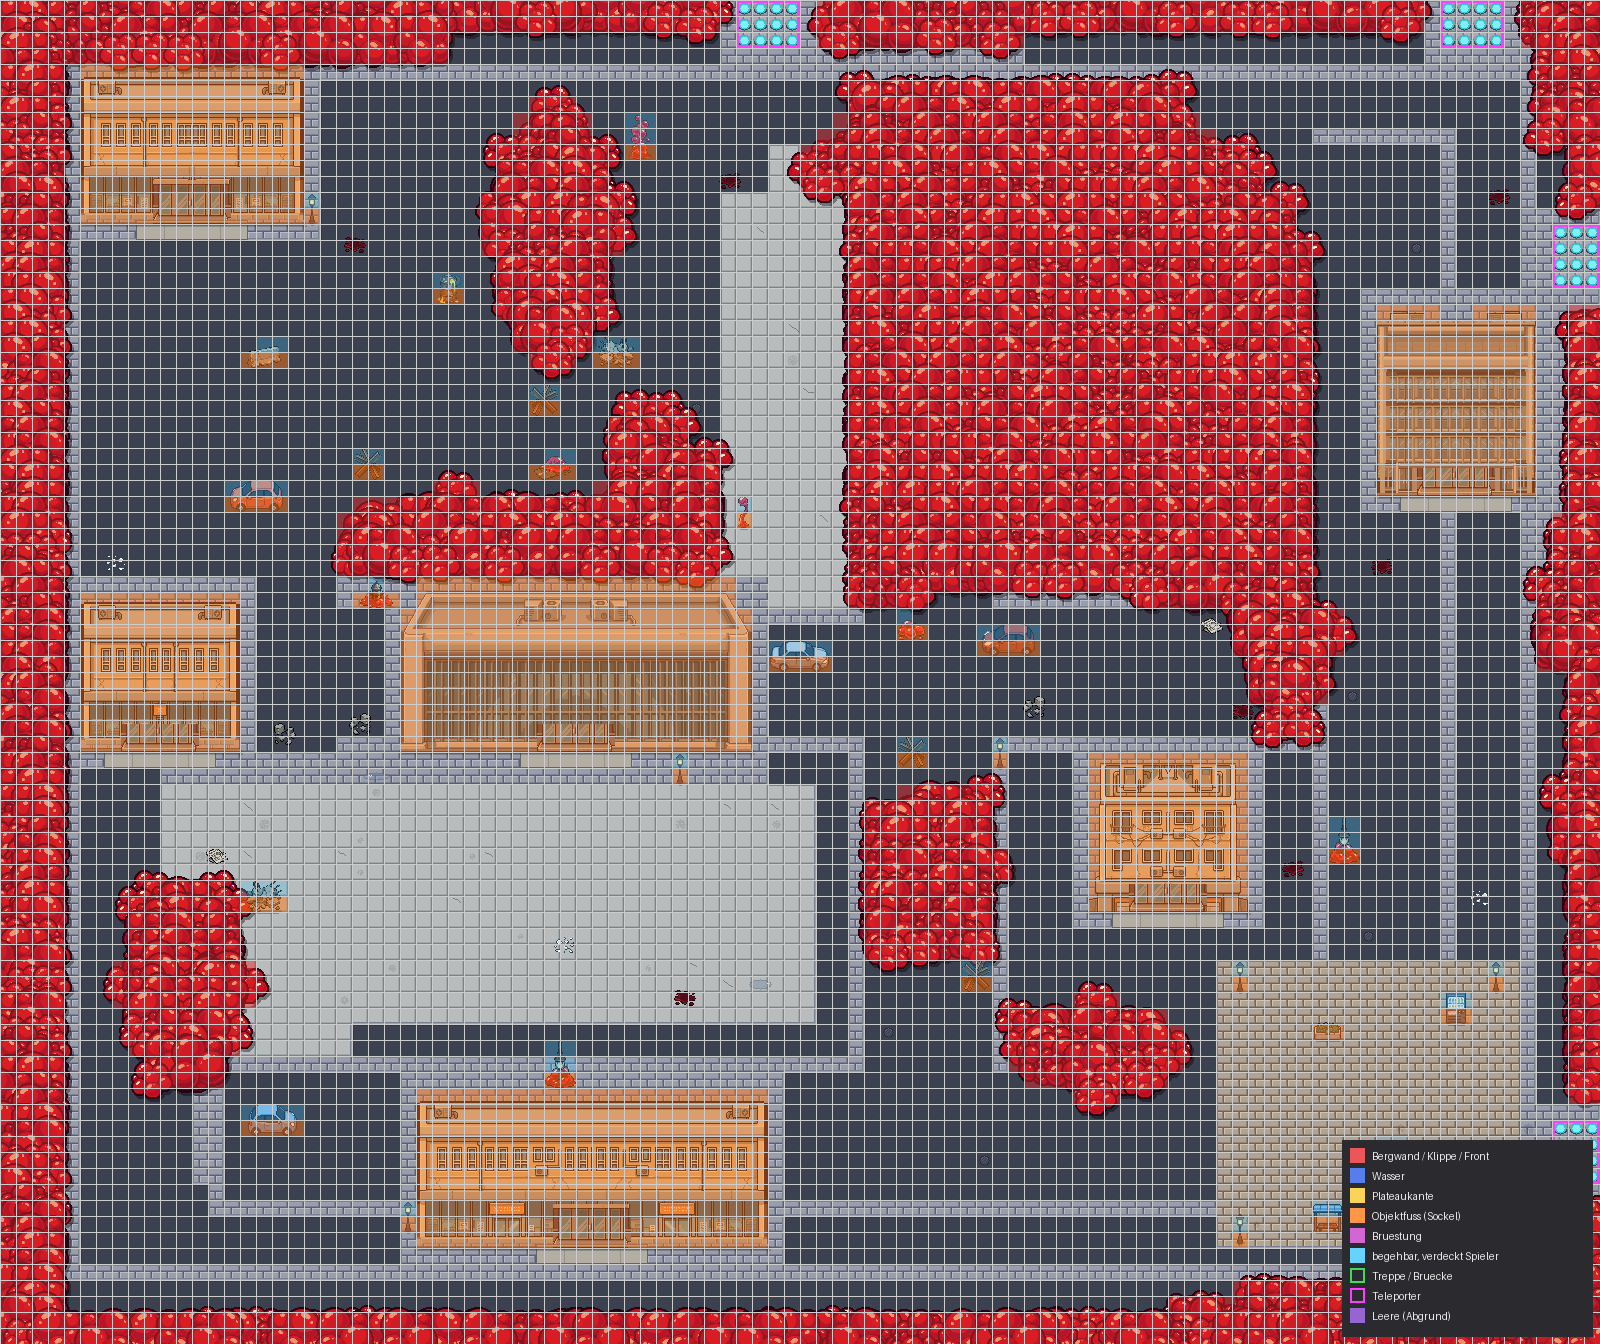 Bergwand / Klippe / Front
Wasser
Plateaukante
Objektfuss (Sockel)
Bruestung
begehbar, verdeckt Spieler
Treppe / Bruecke
Teleporter
Leere (Abgrund)